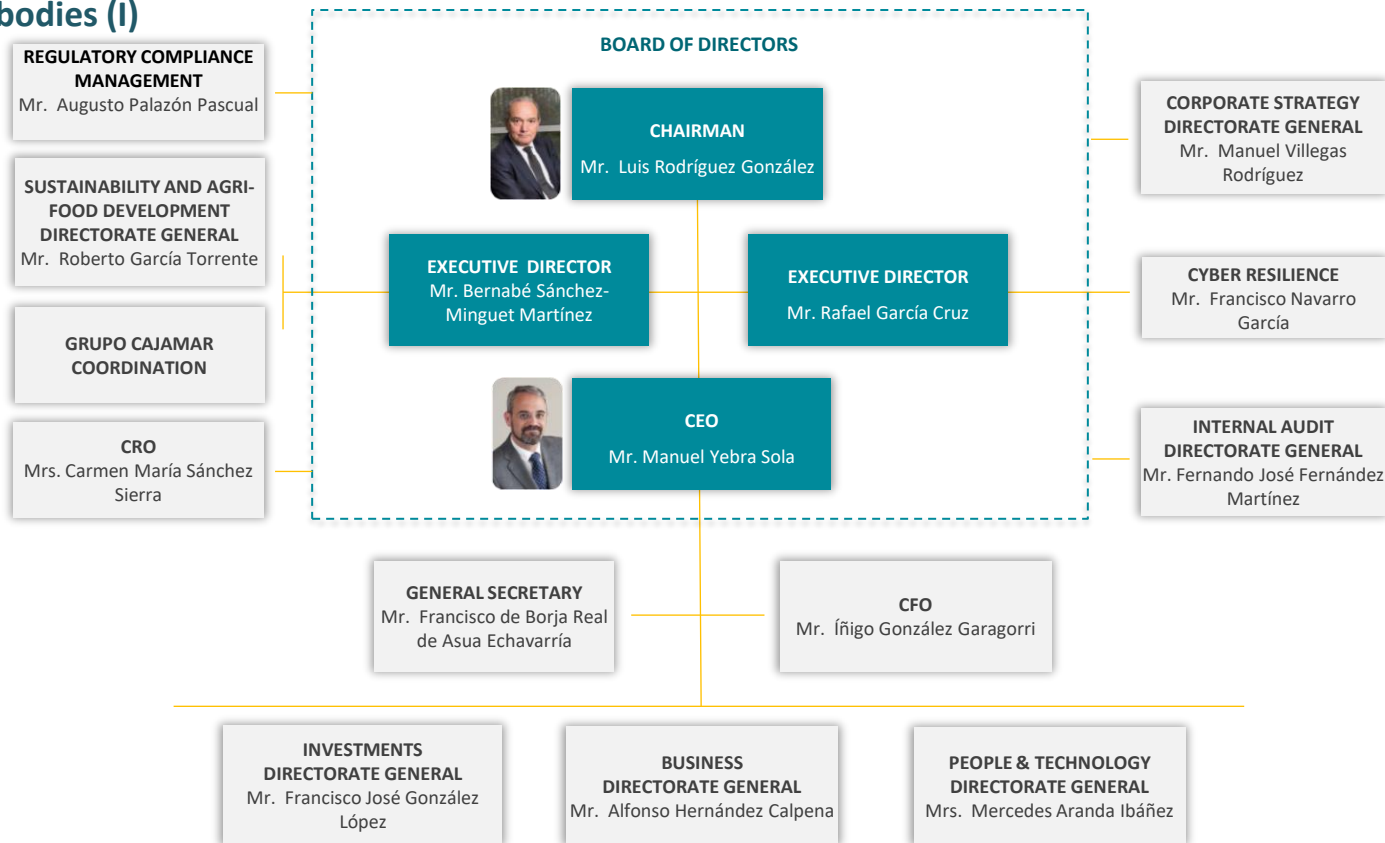 bodies (I)
REGULATORY COMPLIANCE
MANAGEMENT
Mr. Augusto Palazón Pascual
SUSTAINABILITY AND AGRI-
FOOD DEVELOPMENT
DIRECTORATE GENERAL
Mr. Roberto García Torrente
GRUPO CAJAMAR
COORDINATION
CRO
Mrs. Carmen María Sánchez
Sierra
BOARD OF DIRECTORS
CHAIRMAN
Mr. Luis Rodríguez González
EXECUTIVE DIRECTOR
Mr. Bernabé Sánchez-
Minguet Martínez
EXECUTIVE DIRECTOR
Mr. Rafael García Cruz
CEO
Mr. Manuel Yebra Sola
CORPORATE STRATEGY
DIRECTORATE GENERAL
Mr. Manuel Villegas
Rodríguez
CYBER RESILIENCE
Mr. Francisco Navarro
García
INTERNAL AUDIT
DIRECTORATE GENERAL
Mr. Fernando José Fernández
Martínez
GENERAL SECRETARY
Mr. Francisco de Borja Real
de Asua Echavarría
CFO
Mr. Íñigo González Garagorri
INVESTMENTS
DIRECTORATE GENERAL
Mr. Francisco José González
López
BUSINESS
DIRECTORATE GENERAL
Mr. Alfonso Hernández Calpena
PEOPLE & TECHNOLOGY
DIRECTORATE GENERAL
Mrs. Mercedes Aranda Ibáñez